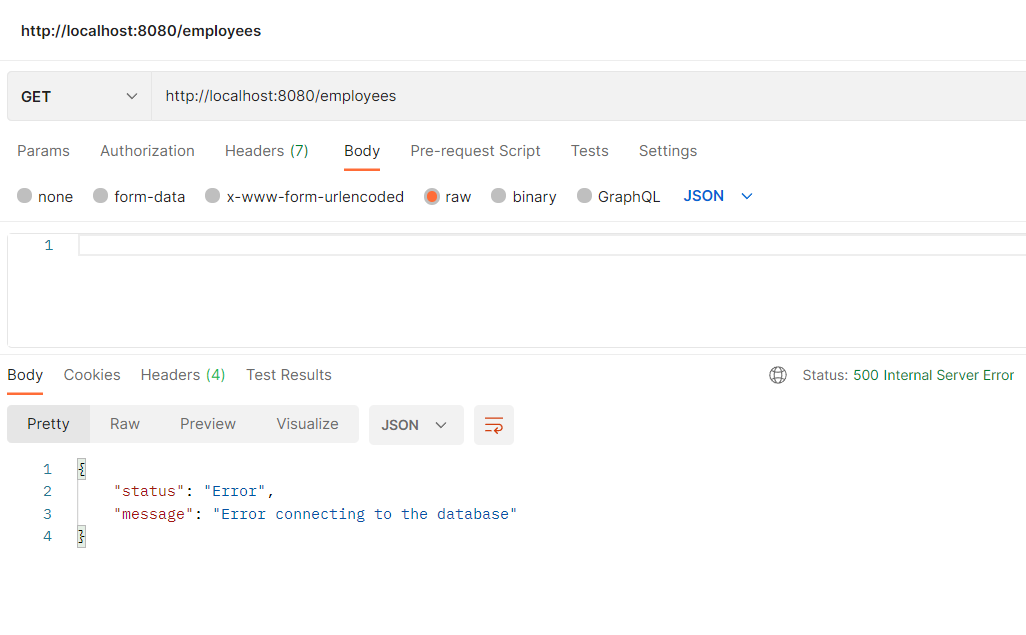 http://localhost:8080/employees
GET http://localhost:8080/employees
Params Authorization Headers (7) Body Pre-request Script Tests Settings
none form-data x-www-form-urlencoded raw binary GraphQL JSON
1
Body Cookies Headers (4) Test Results Status: 500 Internal Server Error
Pretty Raw Preview Visualize JSON
1 {
2 "status": "Error",
3 "message": "Error connecting to the database"
4 }